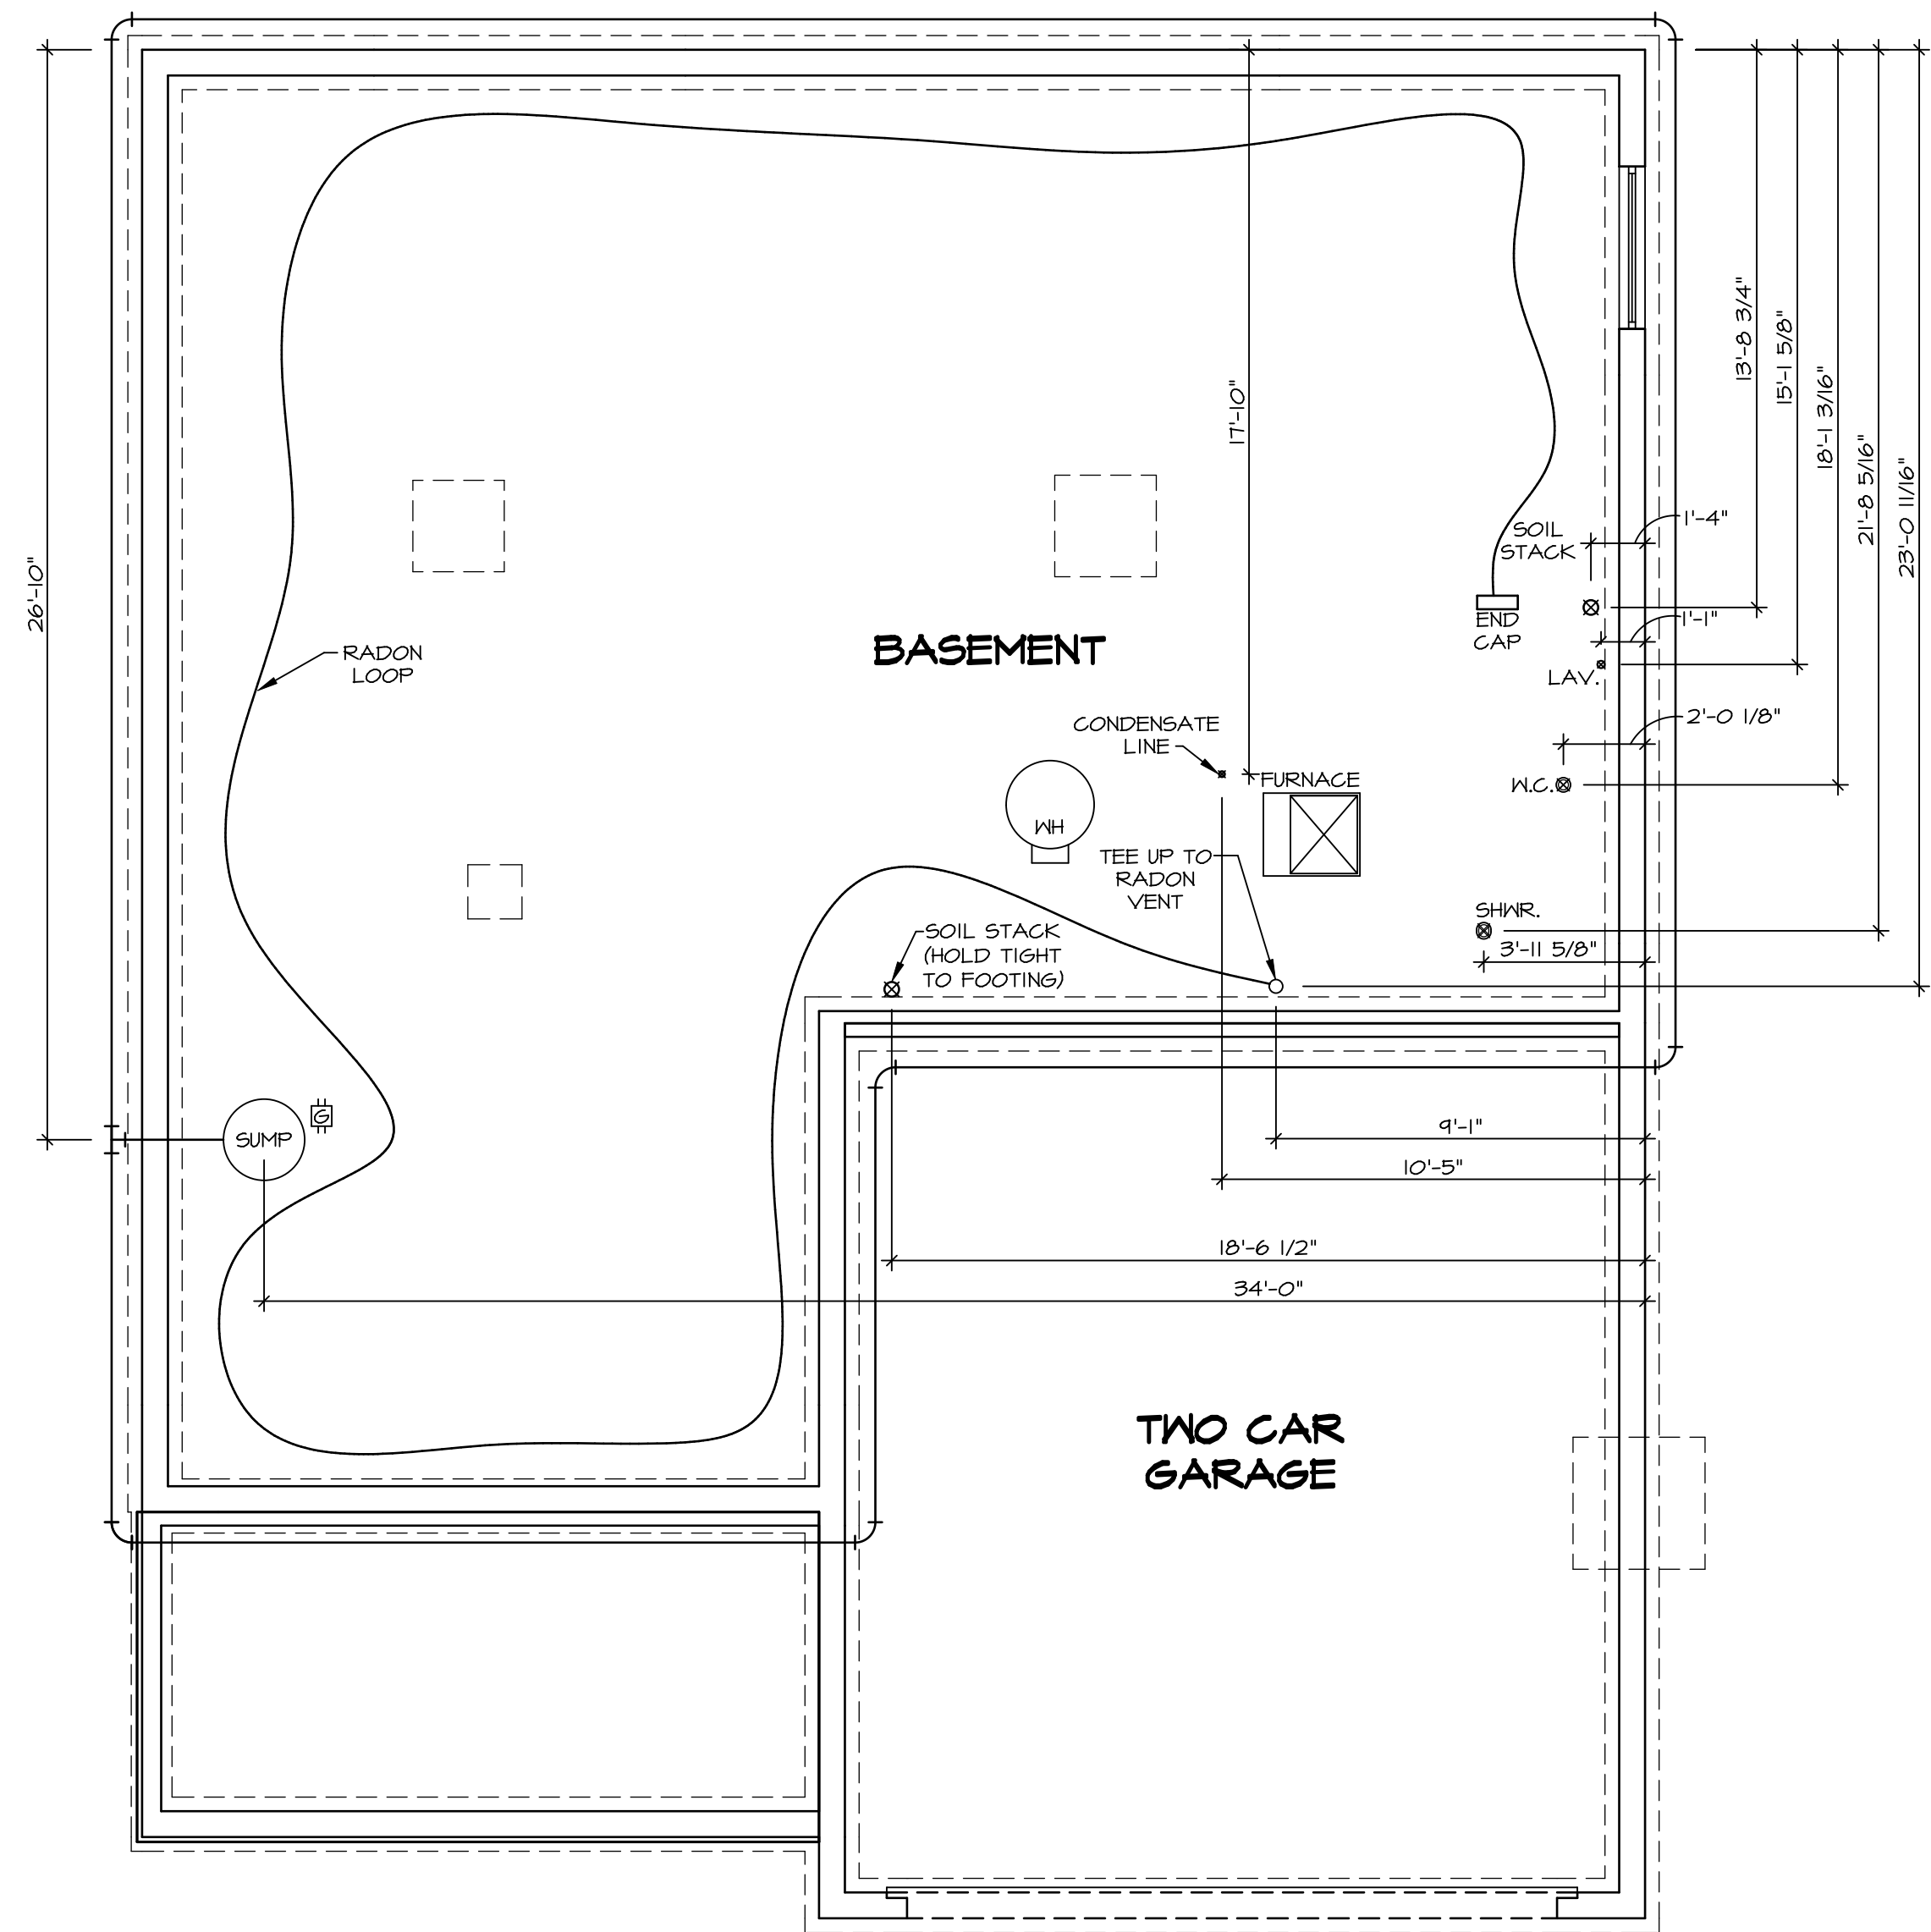 26'-10"
17'-10"
13'-8 3/4"
15'-1 5/8"
18'-1 3/16"
21'-8 5/16"
23'-0 11/16"
SOIL
STACK
1'-4"
END
CAP
1'-1"
LAV.
2'-0 1/8"
BASEMENT
RADON
LOOP
CONDENSATE
LINE
FURNACE
W.C.
WH
TEE UP TO
RADON
VENT
SHWR.
3'-11 5/8"
SOIL STACK
(HOLD TIGHT
TO FOOTING)
SUMP
G
9'-1"
10'-5"
18'-6 1/2"
34'-0"
TWO CAR
GARAGE